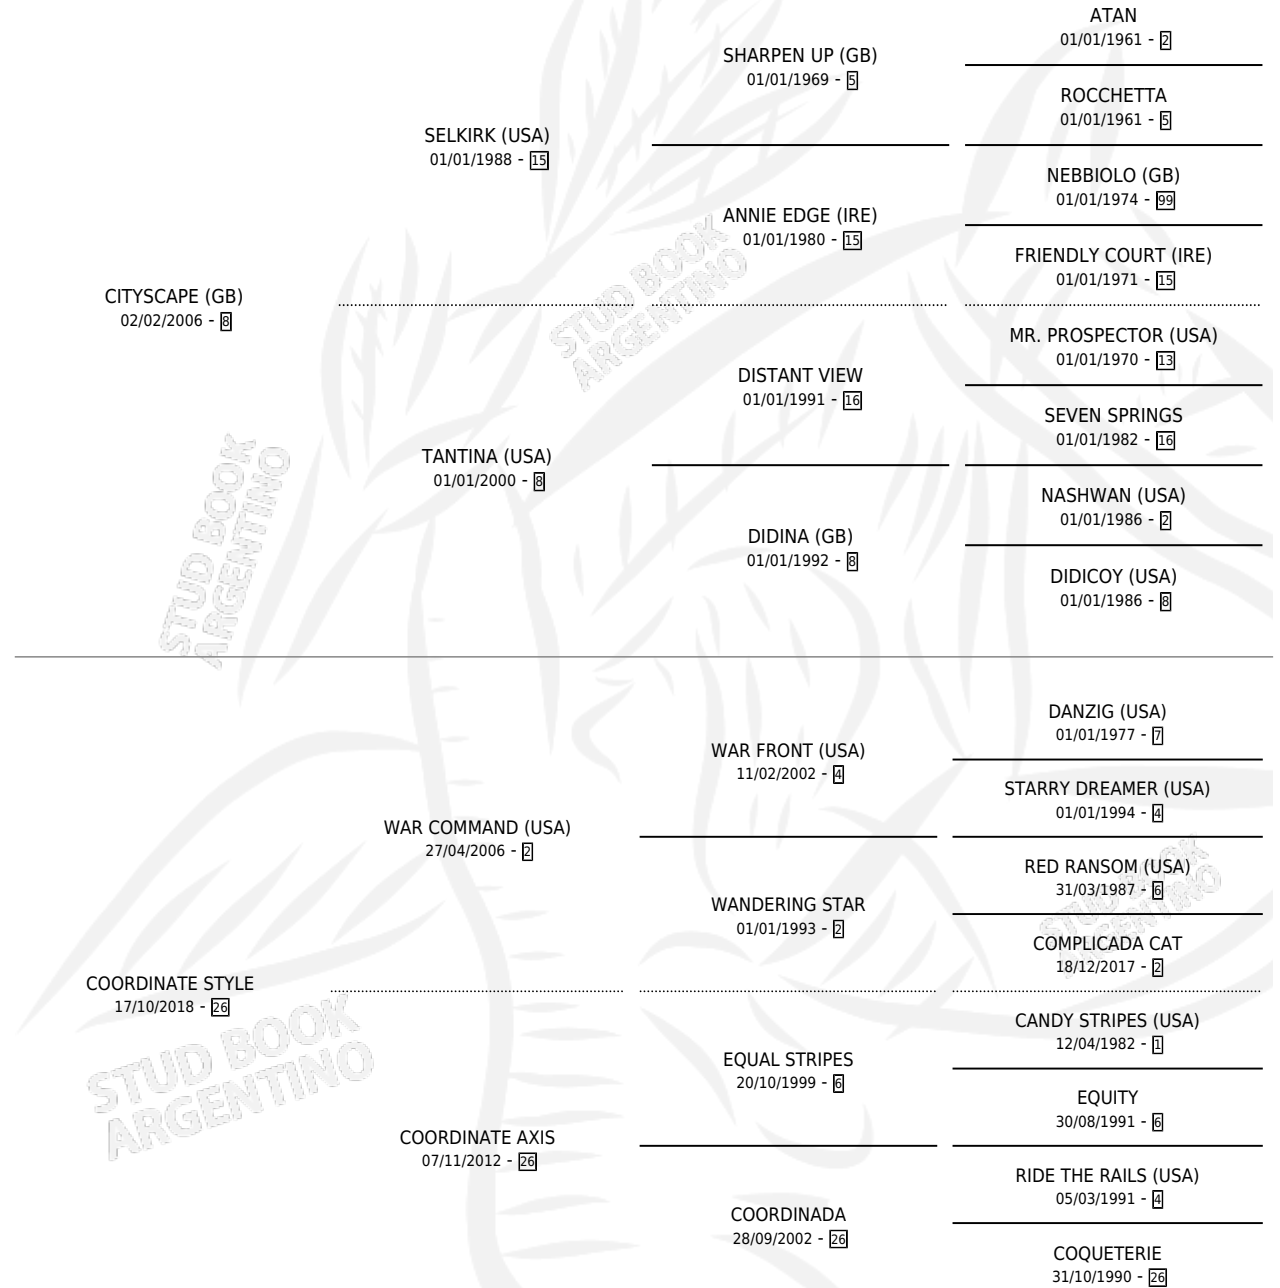 ATAN
01/01/1961 - 2
SHARPEN UP (GB)
01/01/1969 - 5
ROCCHETTA
01/01/1961 - 5
SELKIRK (USA)
01/01/1988 - 15
NEBBIOLO (GB)
01/01/1974 - 99
ANNIE EDGE (IRE)
01/01/1980 - 15
FRIENDLY COURT (IRE)
01/01/1971 - 15
CITYSCAPE (GB)
02/02/2006 - 8
MR. PROSPECTOR (USA)
01/01/1970 - 13
DISTANT VIEW
01/01/1991 - 16
SEVEN SPRINGS
01/01/1982 - 16
TANTINA (USA)
01/01/2000 - 8
NASHWAN (USA)
01/01/1986 - 2
DIDINA (GB)
01/01/1992 - 8
DIDICOY (USA)
01/01/1986 - 8
DANZIG (USA)
01/01/1977 - 7
WAR FRONT (USA)
11/02/2002 - 4
STARRY DREAMER (USA)
01/01/1994 - 4
WAR COMMAND (USA)
27/04/2006 - 2
RED RANSOM (USA)
31/03/1987 - 6
WANDERING STAR
01/01/1993 - 2
COMPLICADA CAT
18/12/2017 - 2
COORDINATE STYLE
17/10/2018 - 26
CANDY STRIPES (USA)
12/04/1982 - 1
EQUAL STRIPES
20/10/1999 - 6
EQUITY
30/08/1991 - 6
COORDINATE AXIS
07/11/2012 - 26
RIDE THE RAILS (USA)
05/03/1991 - 4
COORDINADA
28/09/2002 - 26
COQUETERIE
31/10/1990 - 26
STUD BOOK
ARGENTINO
STUD BOOK
ARGENTINO
STUD BOOK
ARGENTINO
STUD BOOK
ARGENTINO